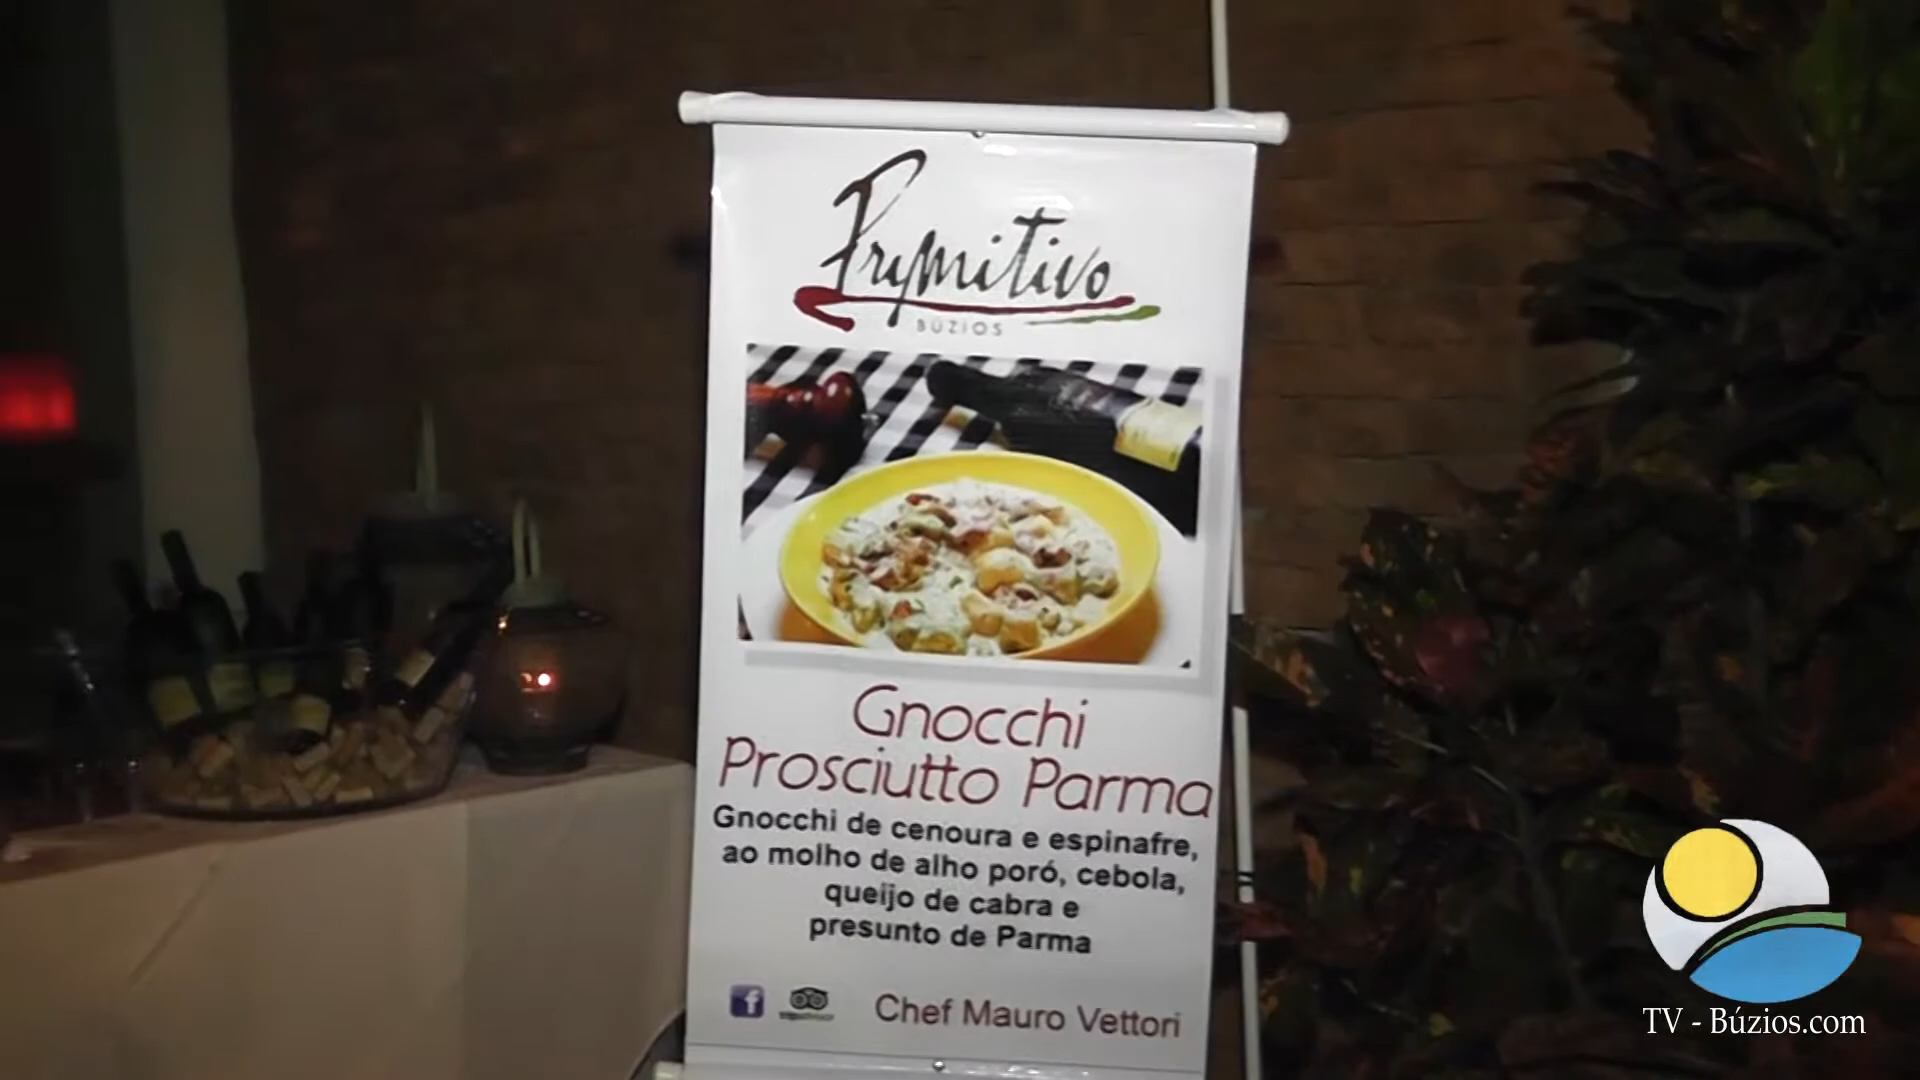 Primitivo
BÚZIOS
Gnocchi
Prosciutto Parma
Gnocchi de cenoura e espinafre,
ao molho de alho poró, cebola,
queijo de cabra e
presunto de Parma
Chef Mauro Vettori
TV - Búzios.com